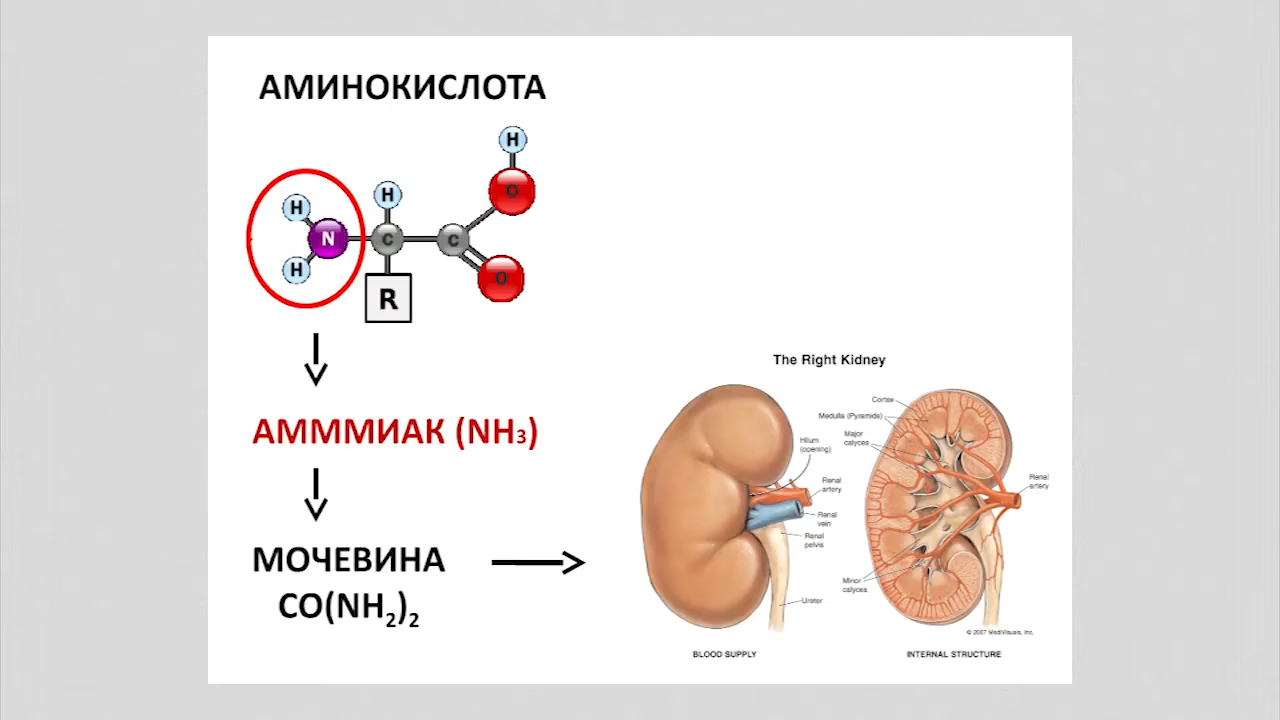 АМИНОКИСЛОТА
H
O
H
H
N
H
C
C
O
R
АМММИАК (NH₃)
МОЧЕВИНА
CO(NH₂)₂
The Right Kidney
Cortex
Medulla (Pyramids)
Major
calyces
Hilum
(opening)
Renal
artery
Renal
vein
Renal
pelvis
Ureter
Renal
artery
Minor
calyces
© 2007 MediVisuals, Inc.
BLOOD SUPPLY
INTERNAL STRUCTURE